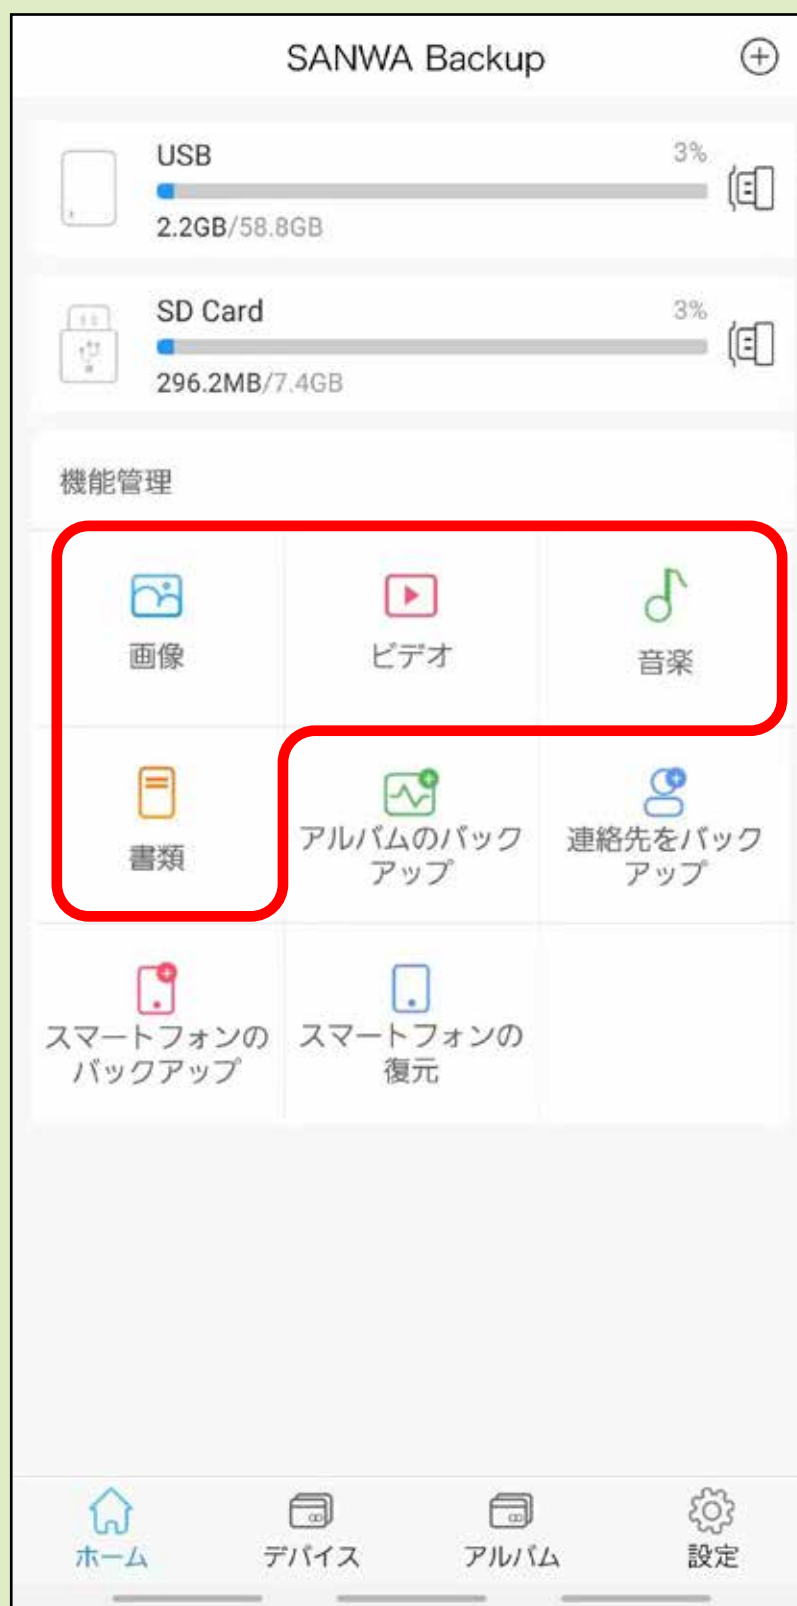 SANWA Backup
USB
3%
2.2GB/58.8GB
SD Card
3%
296.2MB/7.4GB
機能管理
画像
ビデオ
音楽
書類
アルバムのバック
アップ
連絡先をバック
アップ
スマートフォンの
バックアップ
スマートフォンの
復元
ホーム
デバイス
アルバム
設定